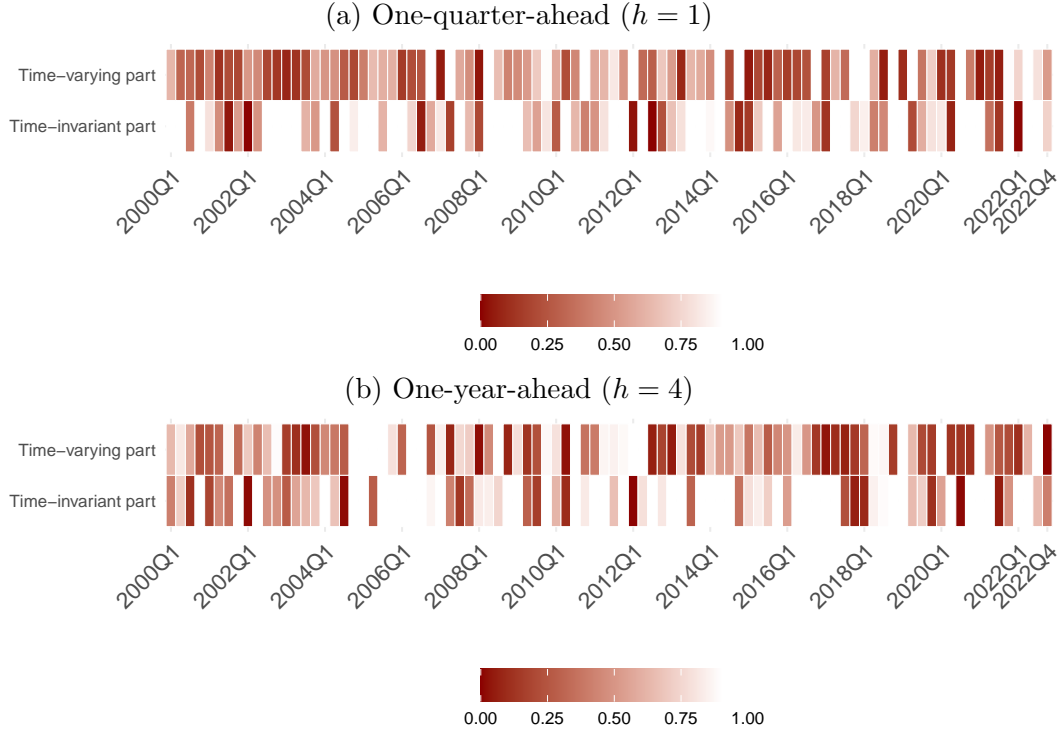 (a) One-quarter-ahead (h = 1)
Time−varying part
Time−invariant part
2000Q1 2002Q1 2004Q1 2006Q1 2008Q1 2010Q1 2012Q1 2014Q1 2016Q1 2018Q1 2020Q1 2022Q1 2022Q4
0.00 0.25 0.50 0.75 1.00
(b) One-year-ahead (h = 4)
Time−varying part
Time−invariant part
2000Q1 2002Q1 2004Q1 2006Q1 2008Q1 2010Q1 2012Q1 2014Q1 2016Q1 2018Q1 2020Q1 2022Q1 2022Q4
0.00 0.25 0.50 0.75 1.00